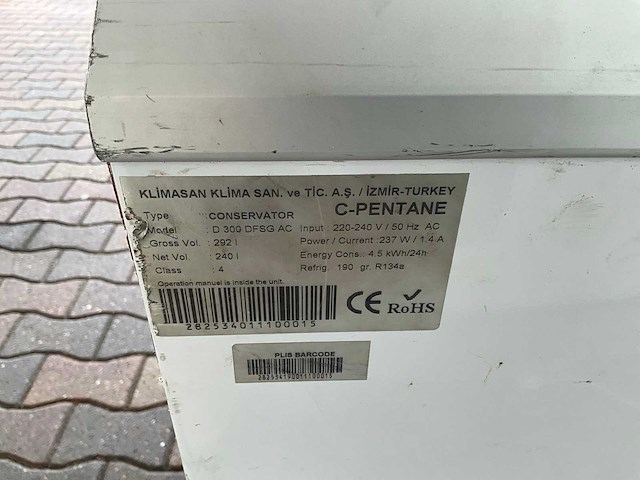 KLİMASAN KLİMA SAN. ve TİC. A.Ş. / İZMİR-TURKEY
Type : CONSERVATOR C-PENTANE
Model : D 300 DFSG AC Input : 220-240 V / 50 Hz AC
Gross Vol. : 292 l Power / Current : 237 W / 1.4 A
Net Vol. : 240 l Energy Cons.: 4.5 kWh/24h
Class : 4 Refrig. 190 gr. R134a
Operation manual is inside the unit.
CE RoHS
282534011100015
PLIS BARCODE